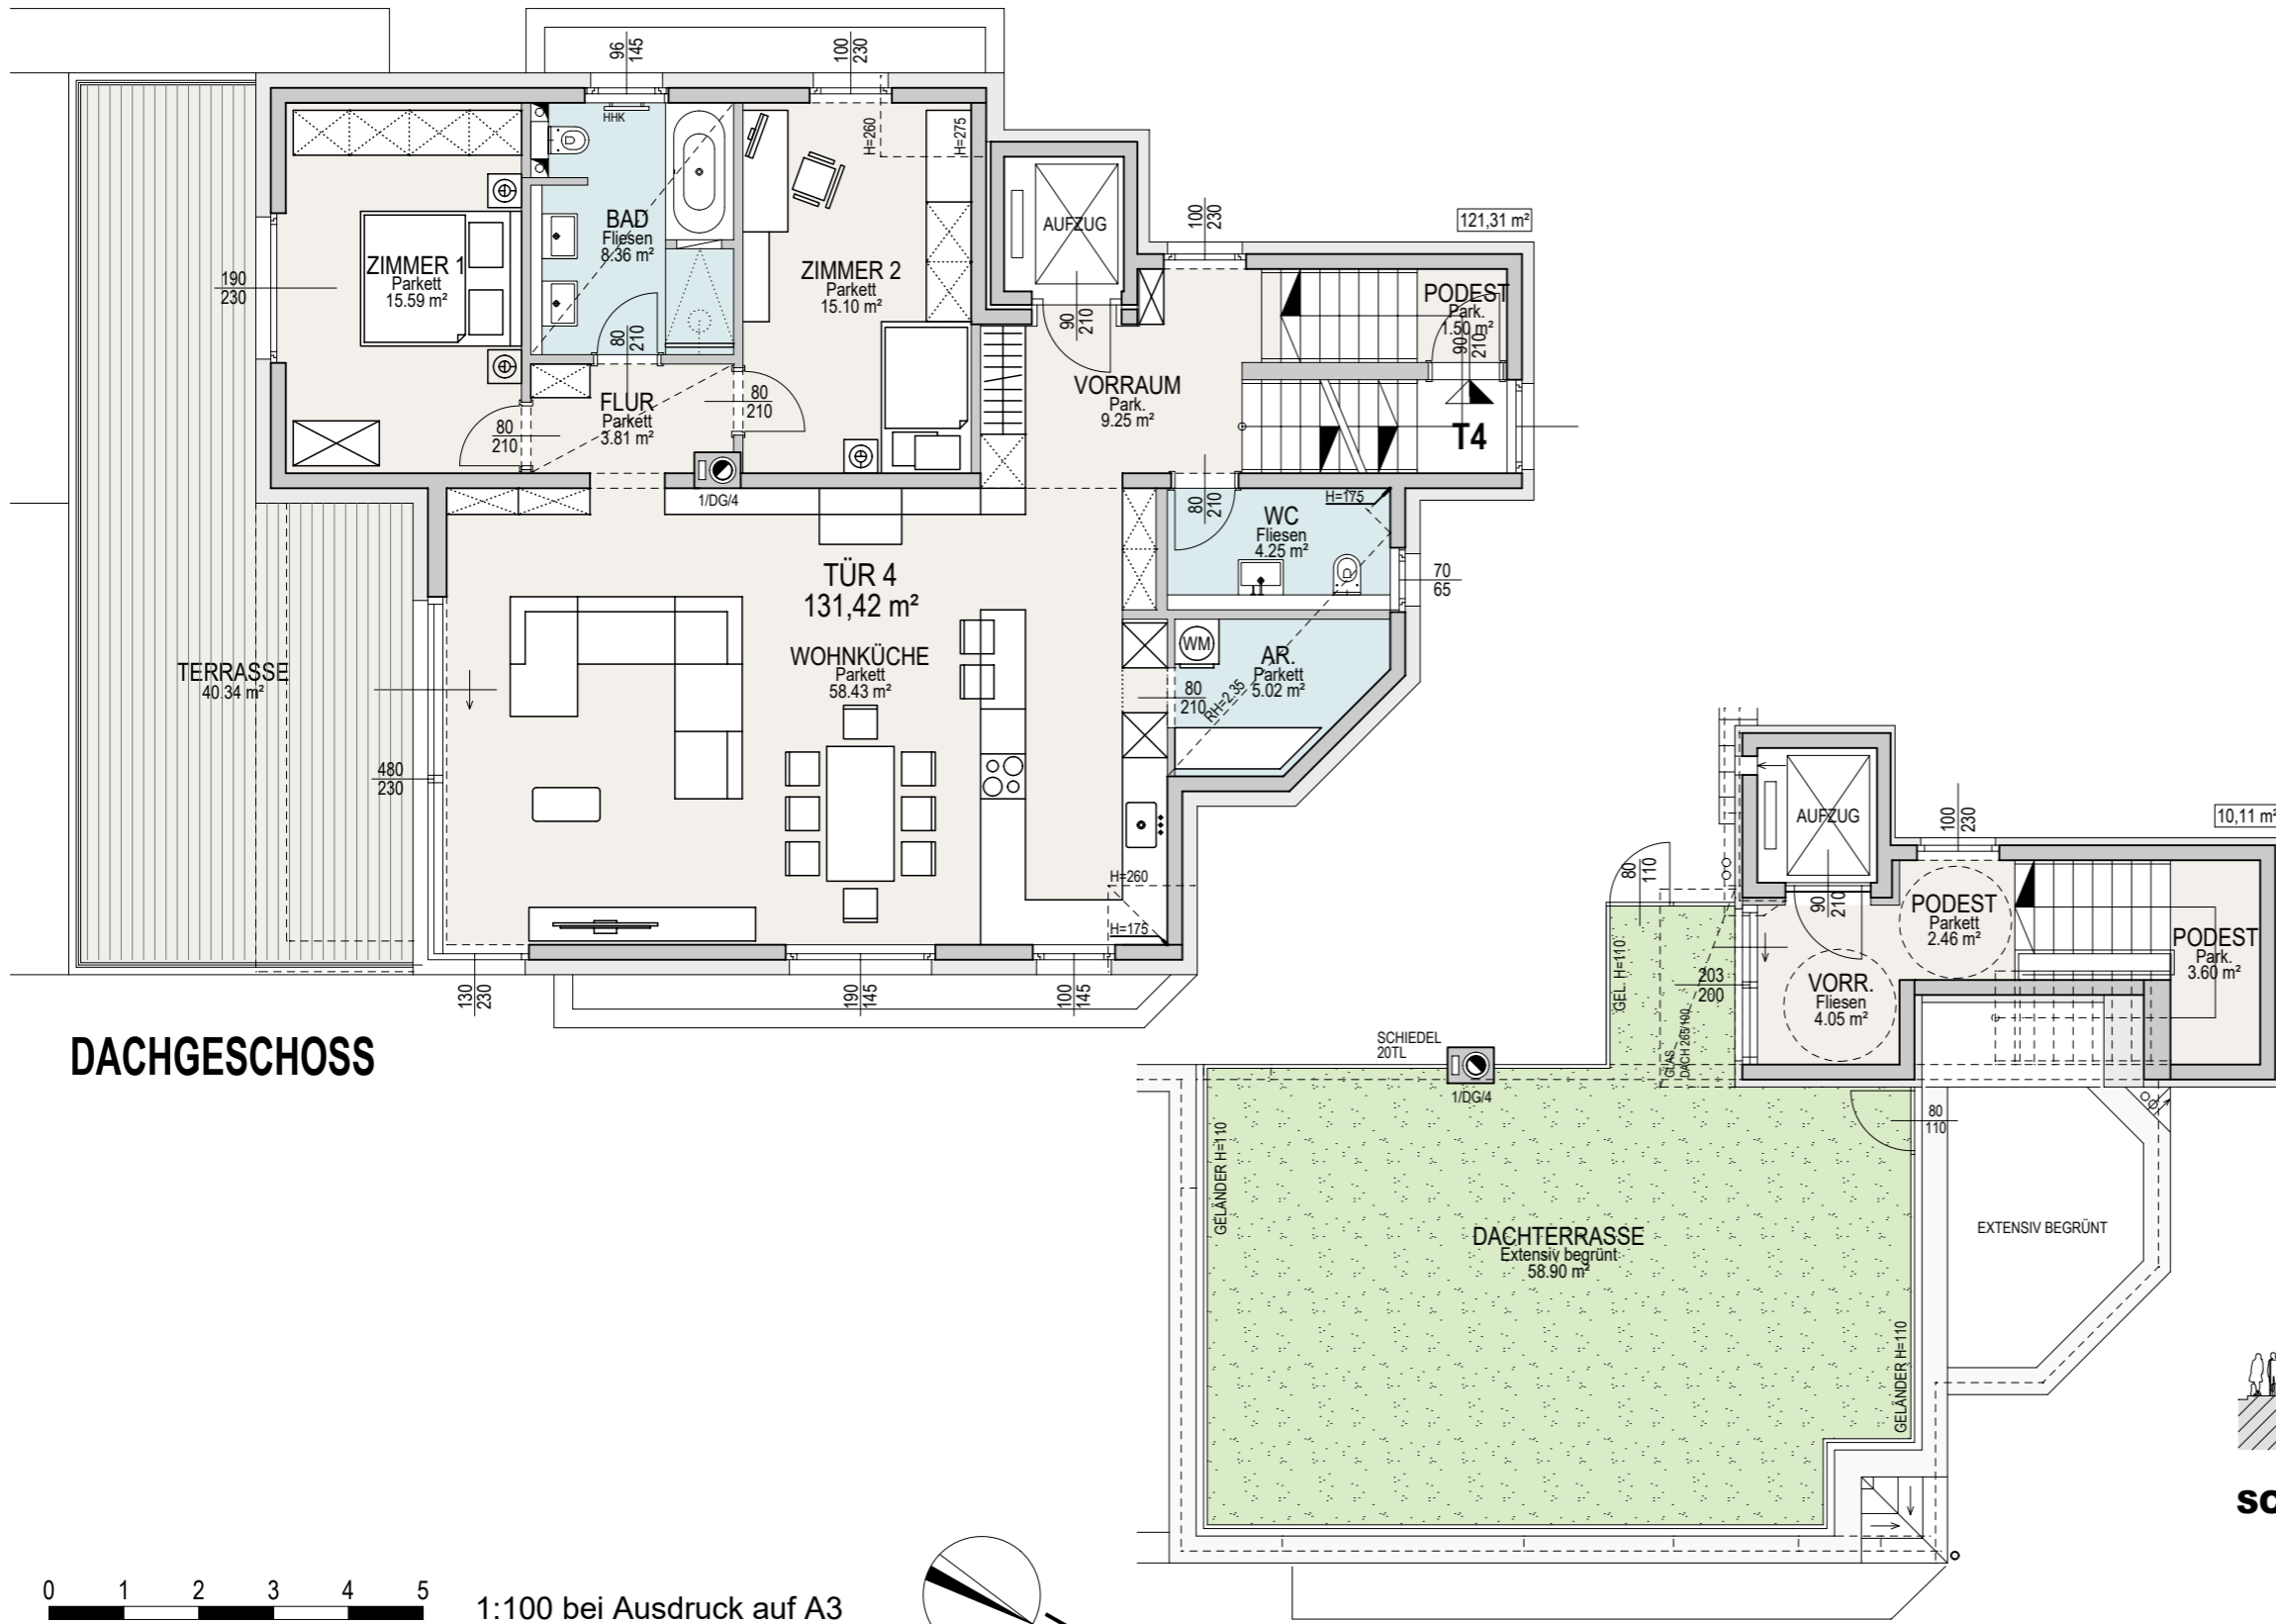 96
145
100
230
HHK
H=260
H=275
BAD
Fliesen
8.36 m²
ZIMMER 1
Parkett
15.59 m²
190
230
80
210
ZIMMER 2
Parkett
15.10 m²
AUFZUG
90
210
100
230
121,31 m²
PODEST
Park.
1.50 m²
90
210
T4
VORRAUM
Park.
9.25 m²
FLUR
Parkett
3.81 m²
80
210
80
210
1/DG/4
80
210
H=175
WC
Fliesen
4.25 m²
70
65
TÜR 4
131,42 m²
WOHNKÜCHE
Parkett
58.43 m²
WM
AR.
Parkett
5.02 m²
RH=2.35
80
210
TERRASSE
40.34 m²
480
230
H=260
H=175
130
230
190
145
100
145
DACHGESCHOSS
AUFZUG
90
210
100
230
10,11 m²
80
110
PODEST
Parkett
2.46 m²
PODEST
Park.
3.60 m²
VORR.
Fliesen
4.05 m²
203
200
GEL. H=110
GLAS
DACH 265/100
SCHIEDEL
20TL
1/DG/4
80
110
GELÄNDER H=110
EXTENSIV BEGRÜNT
DACHTERRASSE
Extensiv begrünt
58.90 m²
GELÄNDER H=110
sc
0 1 2 3 4 5
1:100 bei Ausdruck auf A3